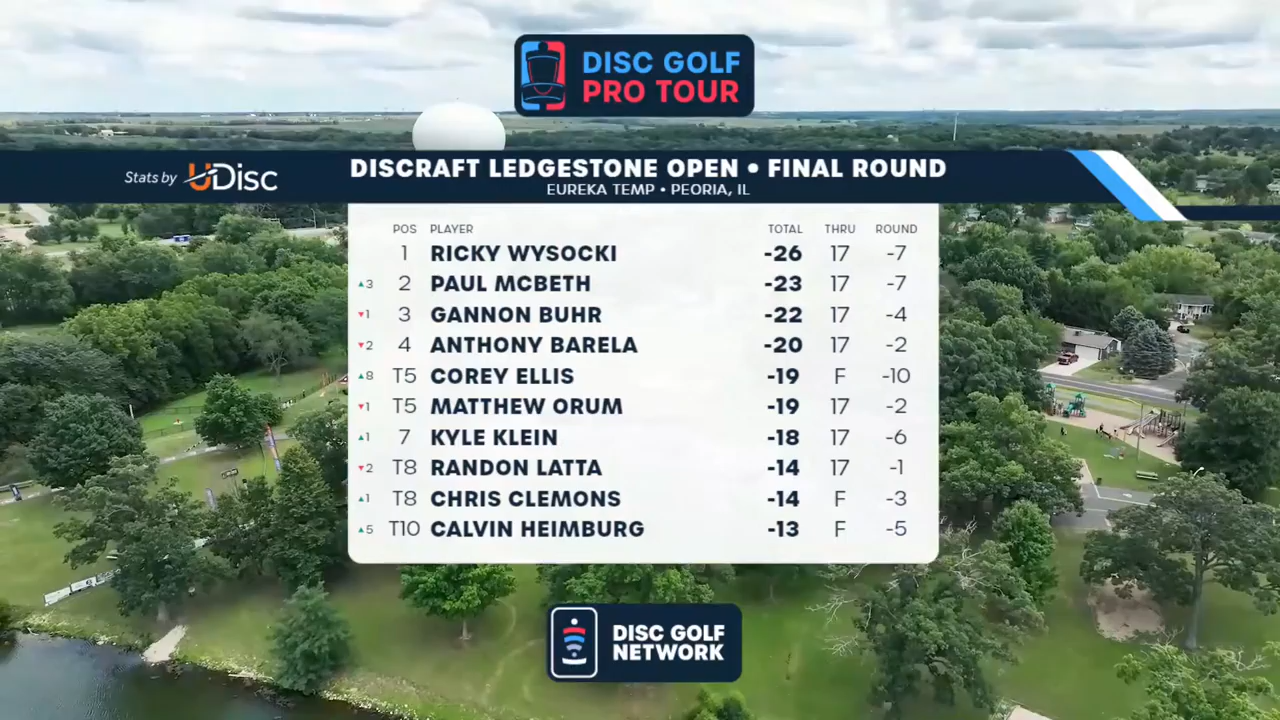 DISC GOLF
PRO TOUR
Stats by UDisc
DISCRAFT LEDGESTONE OPEN • FINAL ROUND
EUREKA TEMP • PEORIA, IL
POS PLAYER TOTAL THRU ROUND
1 RICKY WYSOCKI -26 17 -7
▲3 2 PAUL MCBETH -23 17 -7
▼1 3 GANNON BUHR -22 17 -4
▼2 4 ANTHONY BARELA -20 17 -2
▲8 T5 COREY ELLIS -19 F -10
▼1 T5 MATTHEW ORUM -19 17 -2
▲1 7 KYLE KLEIN -18 17 -6
▼2 T8 RANDON LATTA -14 17 -1
▲1 T8 CHRIS CLEMONS -14 F -3
▲5 T10 CALVIN HEIMBURG -13 F -5
DISC GOLF
NETWORK